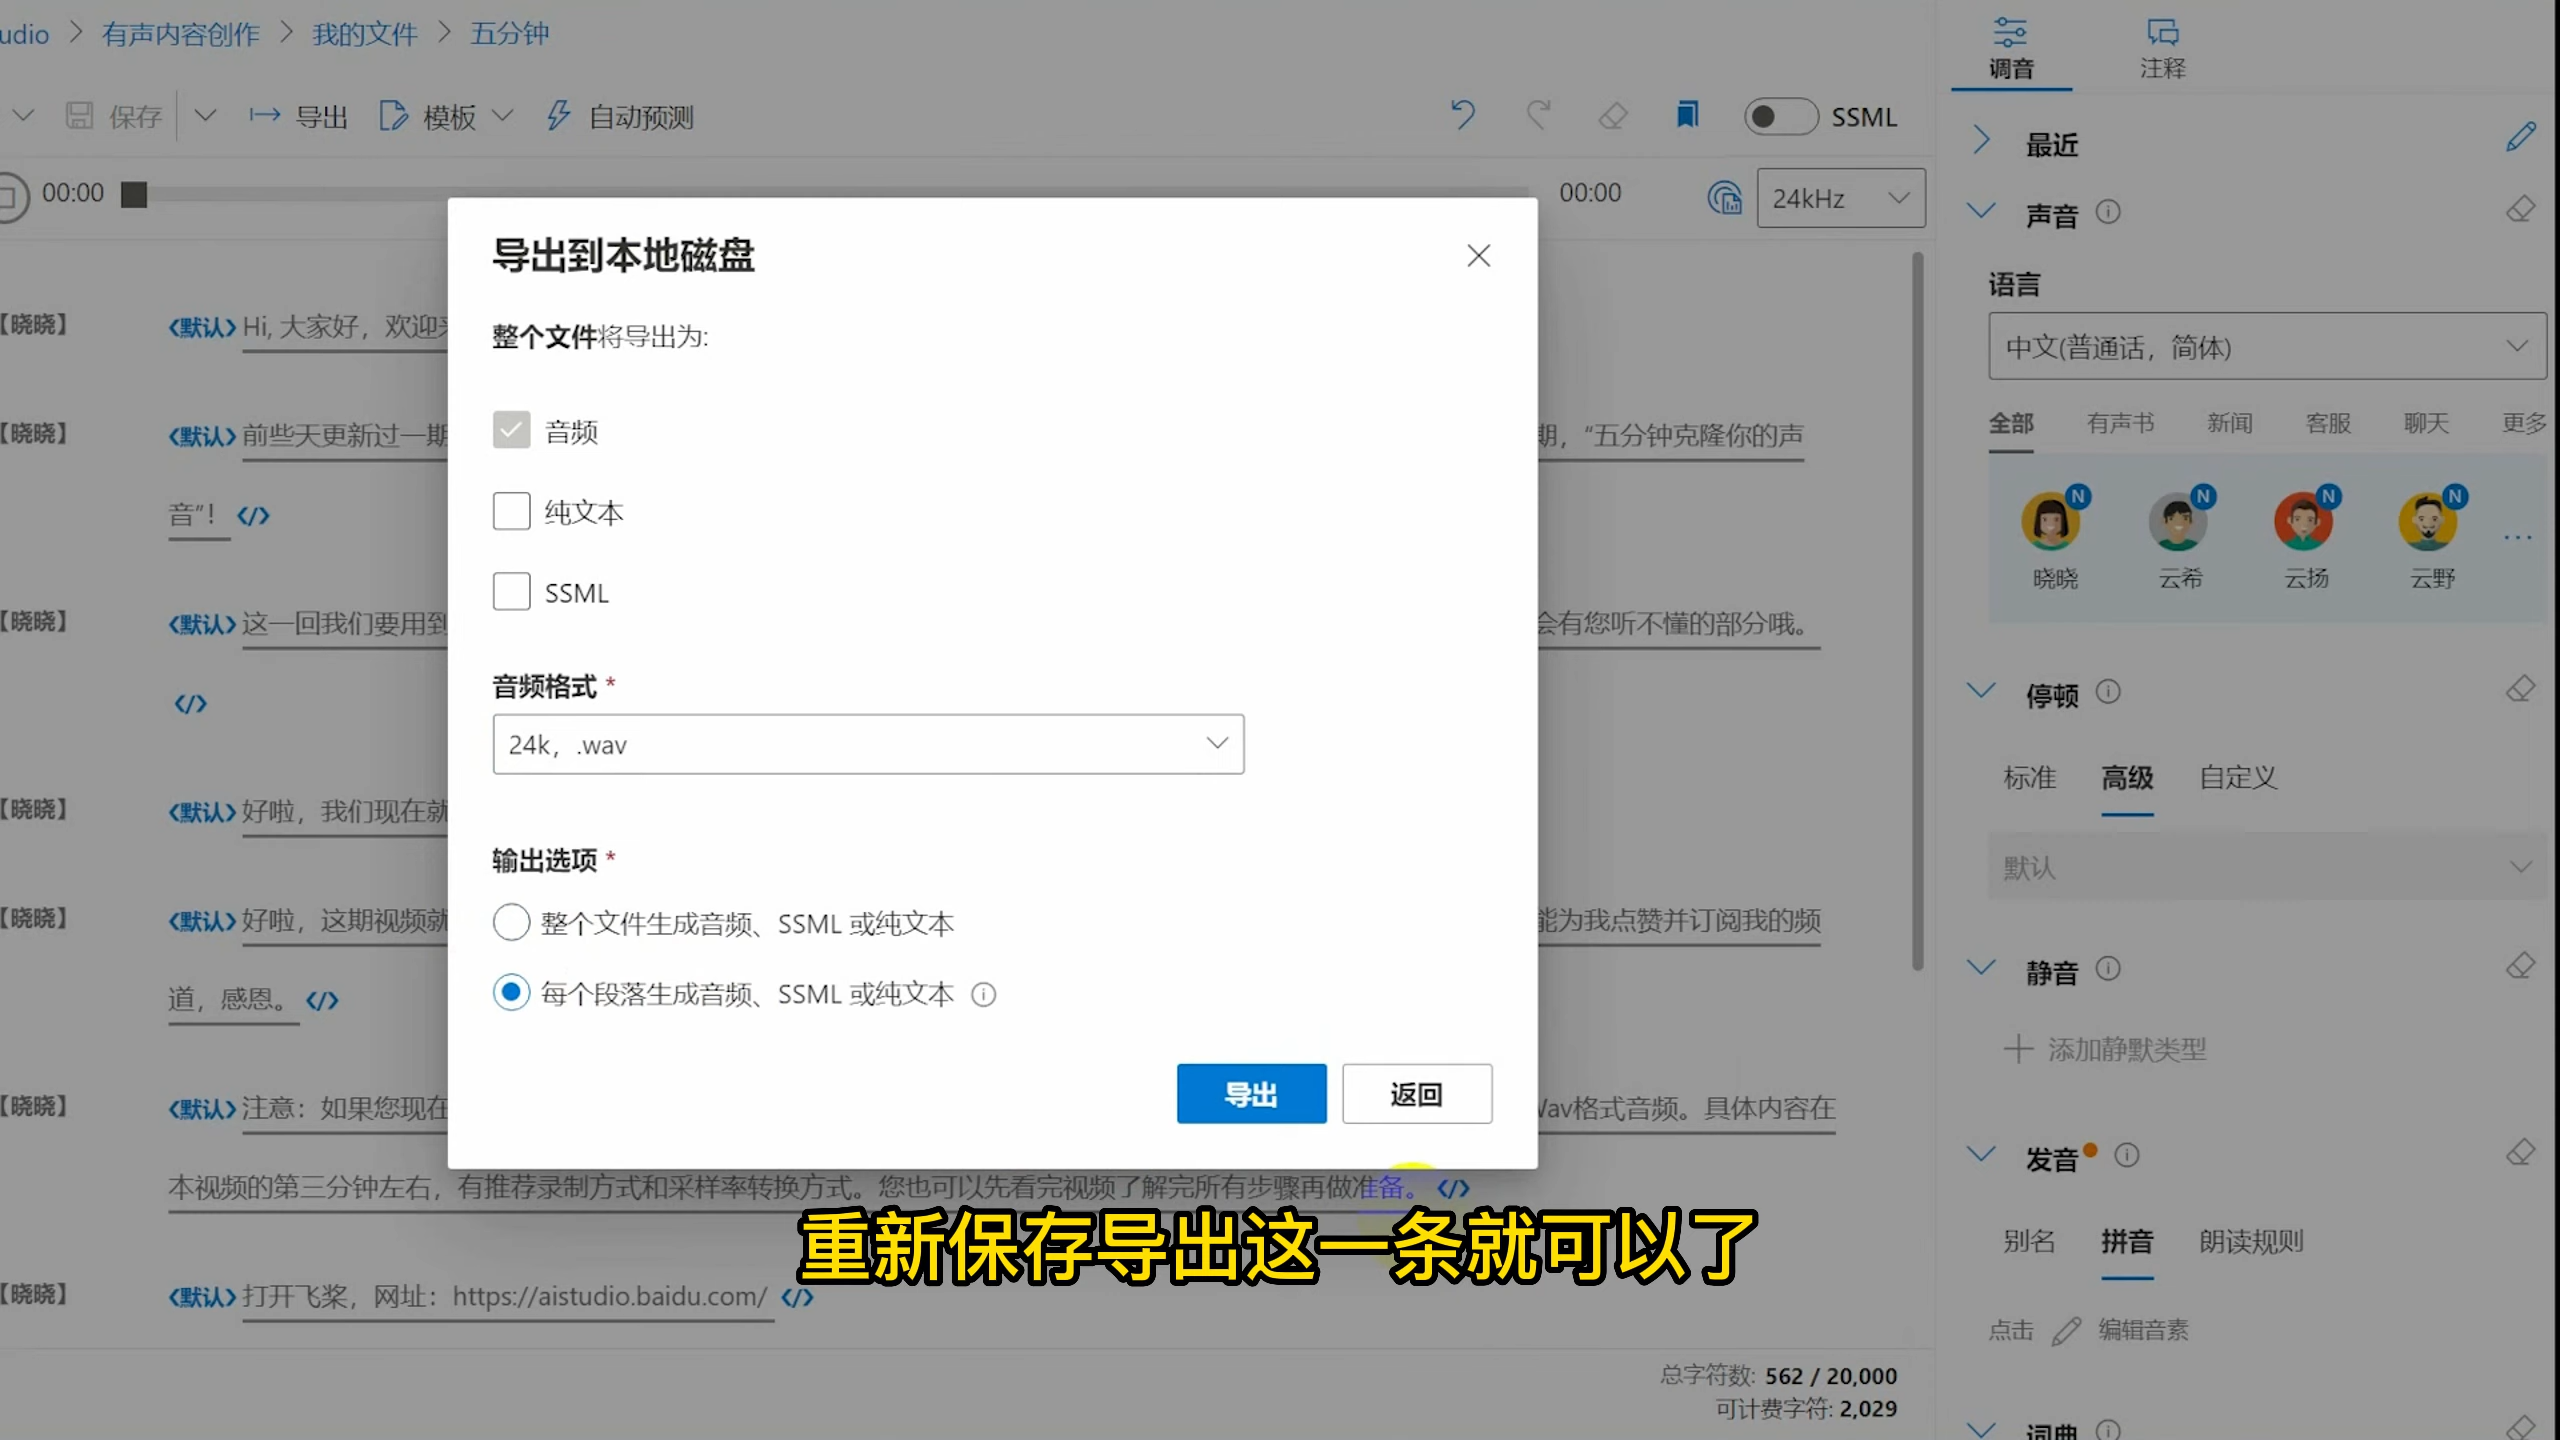 udio > 有声内容创作 > 我的文件 > 五分钟
保存 导出 模板 自动预测 SSML
00:00 00:00 24kHz
导出到本地磁盘
整个文件将导出为:
音频
纯文本
SSML
音频格式 *
24k，.wav
输出选项 *
整个文件生成音频、SSML 或纯文本
每个段落生成音频、SSML 或纯文本
导出 返回
【晓晓】 <默认> Hi, 大家好，欢迎
【晓晓】 <默认> 前些天更新过一期 期，“五分钟克隆你的声
音”！ </>
【晓晓】 <默认> 这一回我们要用到 会有您听不懂的部分哦。
</>
【晓晓】 <默认> 好啦，我们现在就
【晓晓】 <默认> 好啦，这期视频就 能为我点赞并订阅我的频
道，感恩。 </>
【晓晓】 <默认> 注意：如果您现在 Wav格式音频。具体内容在
本视频的第三分钟左右，有推荐录制方式和采样率转换方式。您也可以先看完视频了解完所有步骤再做准备。 </>
重新保存导出这一条就可以了
【晓晓】 <默认> 打开飞桨，网址：https://aistudio.baidu.com/ </>
总字符数: 562 / 20,000
可计费字符: 2,029
调音 注释
最近
声音
语言
中文(普通话，简体)
全部 有声书 新闻 客服 聊天 更多
N N N N
晓晓 云希 云扬 云野 ...
停顿
标准 高级 自定义
默认
静音
添加静默类型
发音
别名 拼音 朗读规则
点击 编辑音素
词典